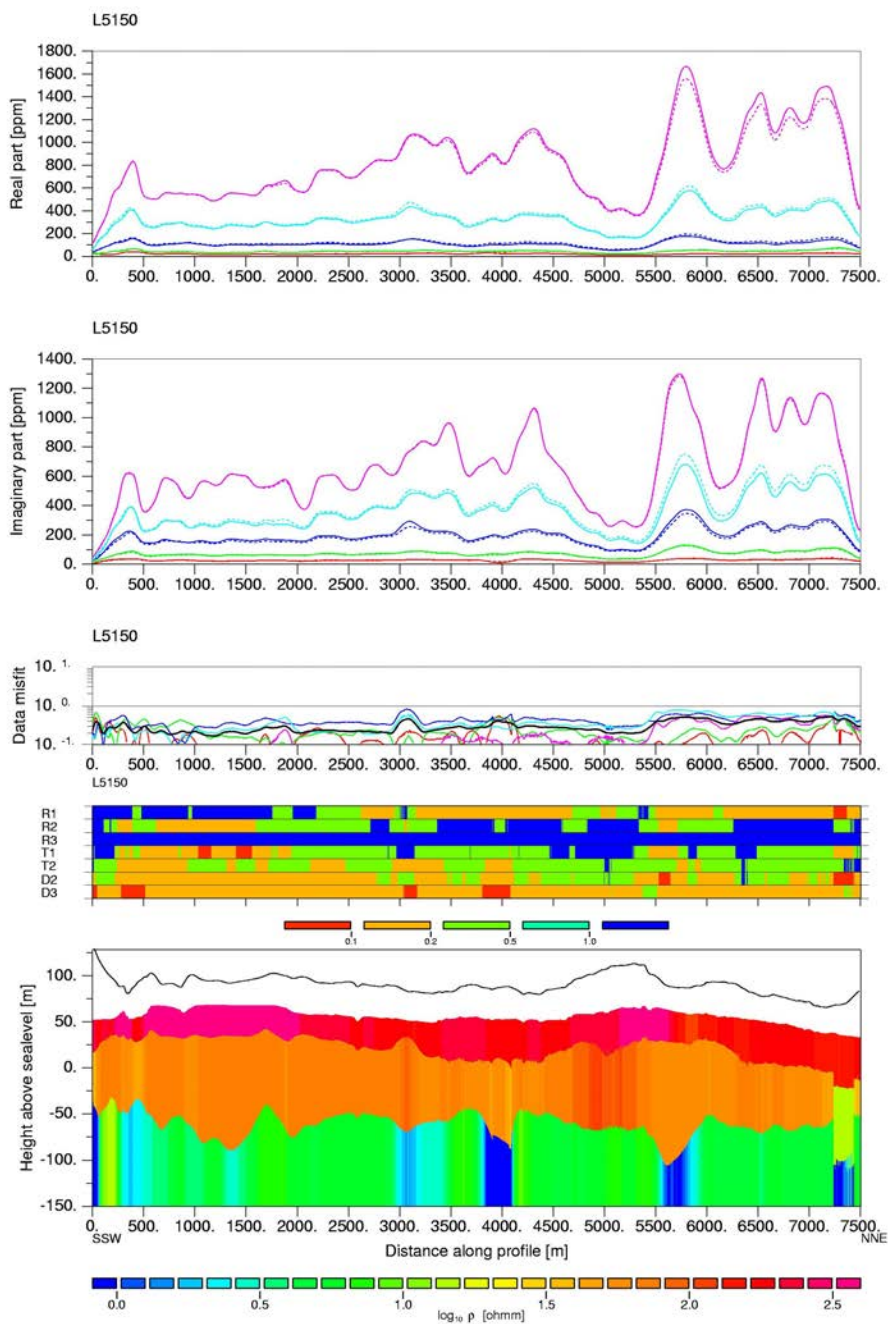 L5150
Real part [ppm]
1800.
1600.
1400.
1200.
1000.
800.
600.
400.
200.
0.
0. 500. 1000. 1500. 2000. 2500. 3000. 3500. 4000. 4500. 5000. 5500. 6000. 6500. 7000. 7500.
L5150
Imaginary part [ppm]
1400.
1200.
1000.
800.
600.
400.
200.
0.
0. 500. 1000. 1500. 2000. 2500. 3000. 3500. 4000. 4500. 5000. 5500. 6000. 6500. 7000. 7500.
L5150
Data misfit
10. 1.
10. 0.
10. -1.
0. 500. 1000. 1500. 2000. 2500. 3000. 3500. 4000. 4500. 5000. 5500. 6000. 6500. 7000. 7500.
L5150
R1
R2
R3
T1
T2
D2
D3
0.1 0.2 0.5 1.0
Height above sealevel [m]
100.
50.
0.
-50.
-100.
-150.
0. 500. 1000. 1500. 2000. 2500. 3000. 3500. 4000. 4500. 5000. 5500. 6000. 6500. 7000. 7500.
SSW NNE
Distance along profile [m]
0.0 0.5 1.0 1.5 2.0 2.5
log10 ρ [ohmm]